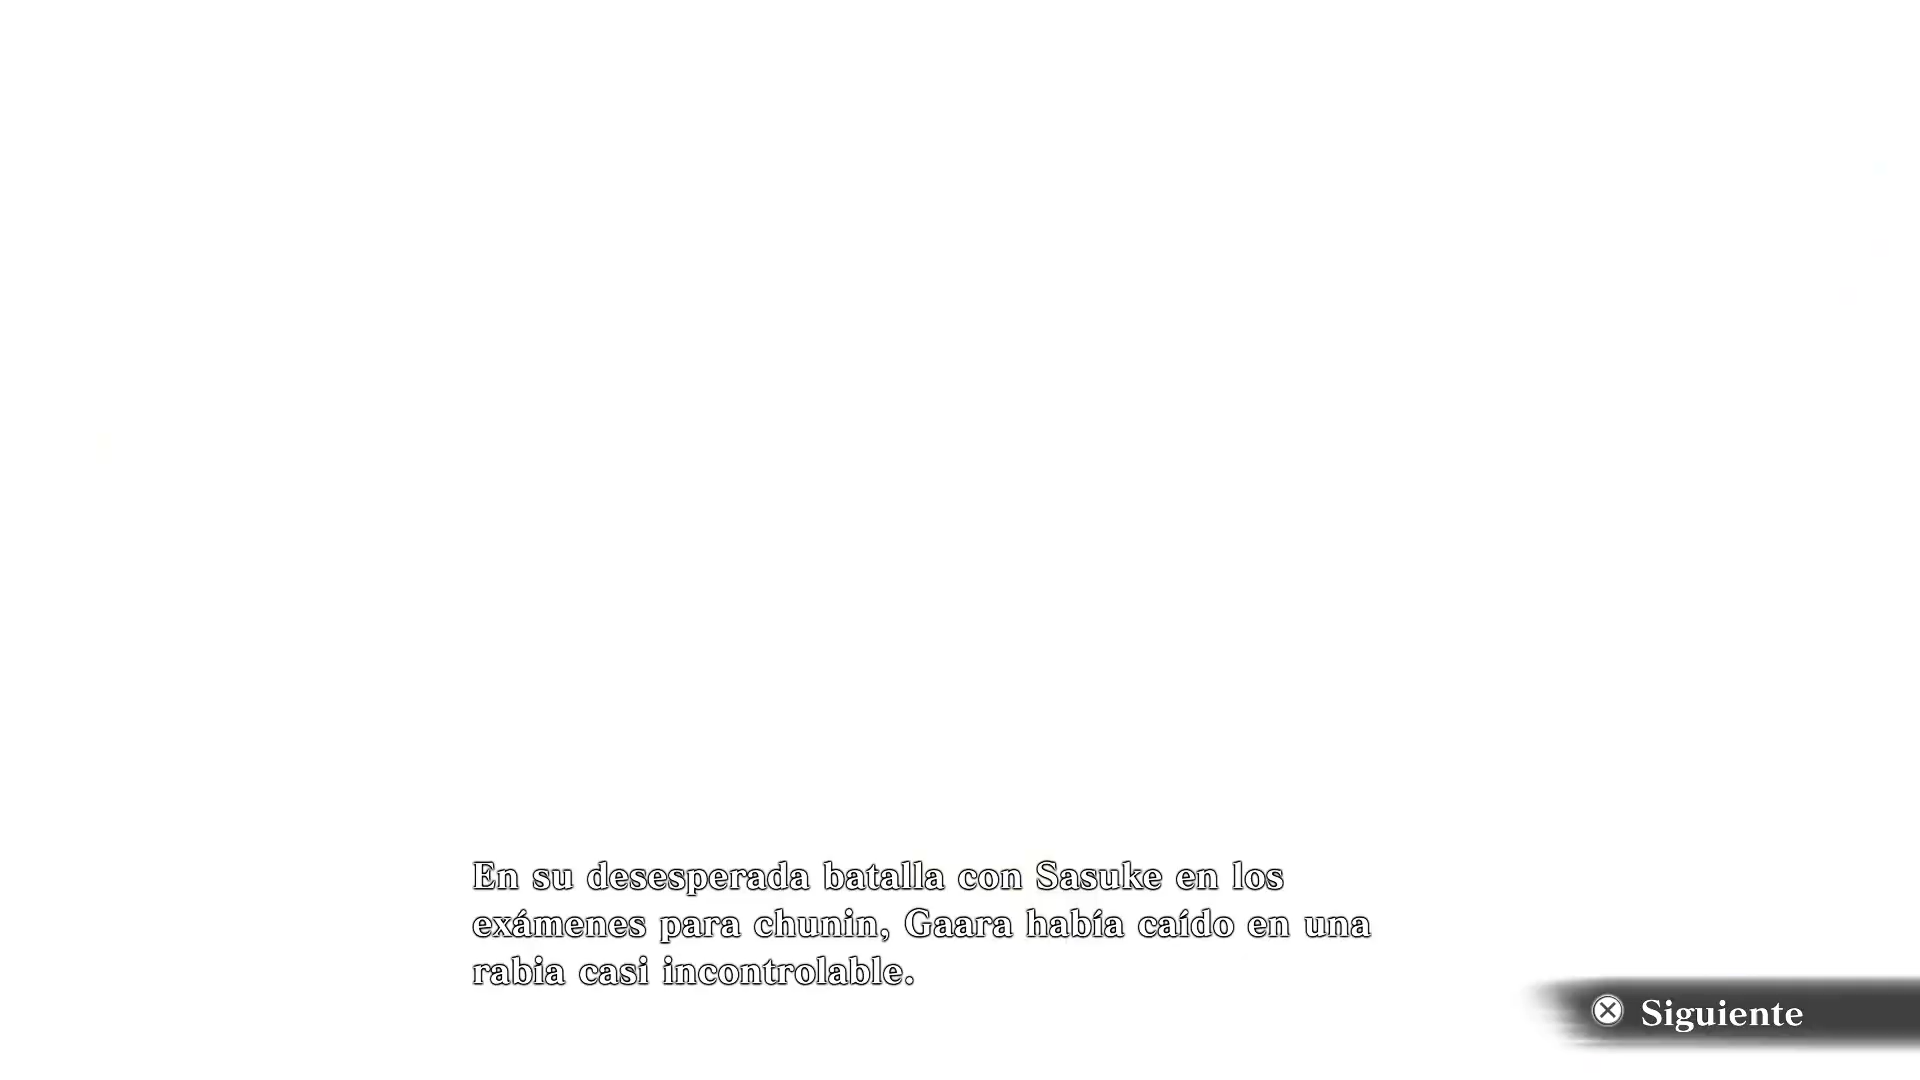 En su desesperada batalla con Sasuke en los
exámenes para chunin, Gaara había caído en una
rabia casi incontrolable.
Siguiente